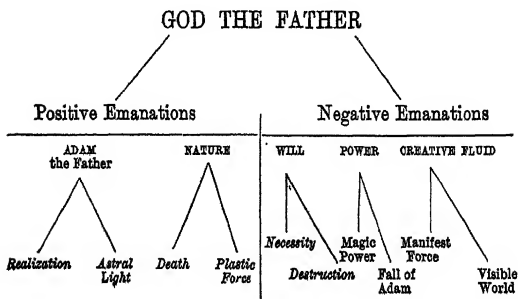 GOD THE FATHER
Positive Emanations
Negative Emanations
ADAM
the Father
NATURE
WILL
POWER
CREATIVE FLUID
Realization
Astral
Light
Death
Plastic
Force
Necessity
Destruction
Magic
Power
Fall of
Adam
Manifest
Force
Visible
World